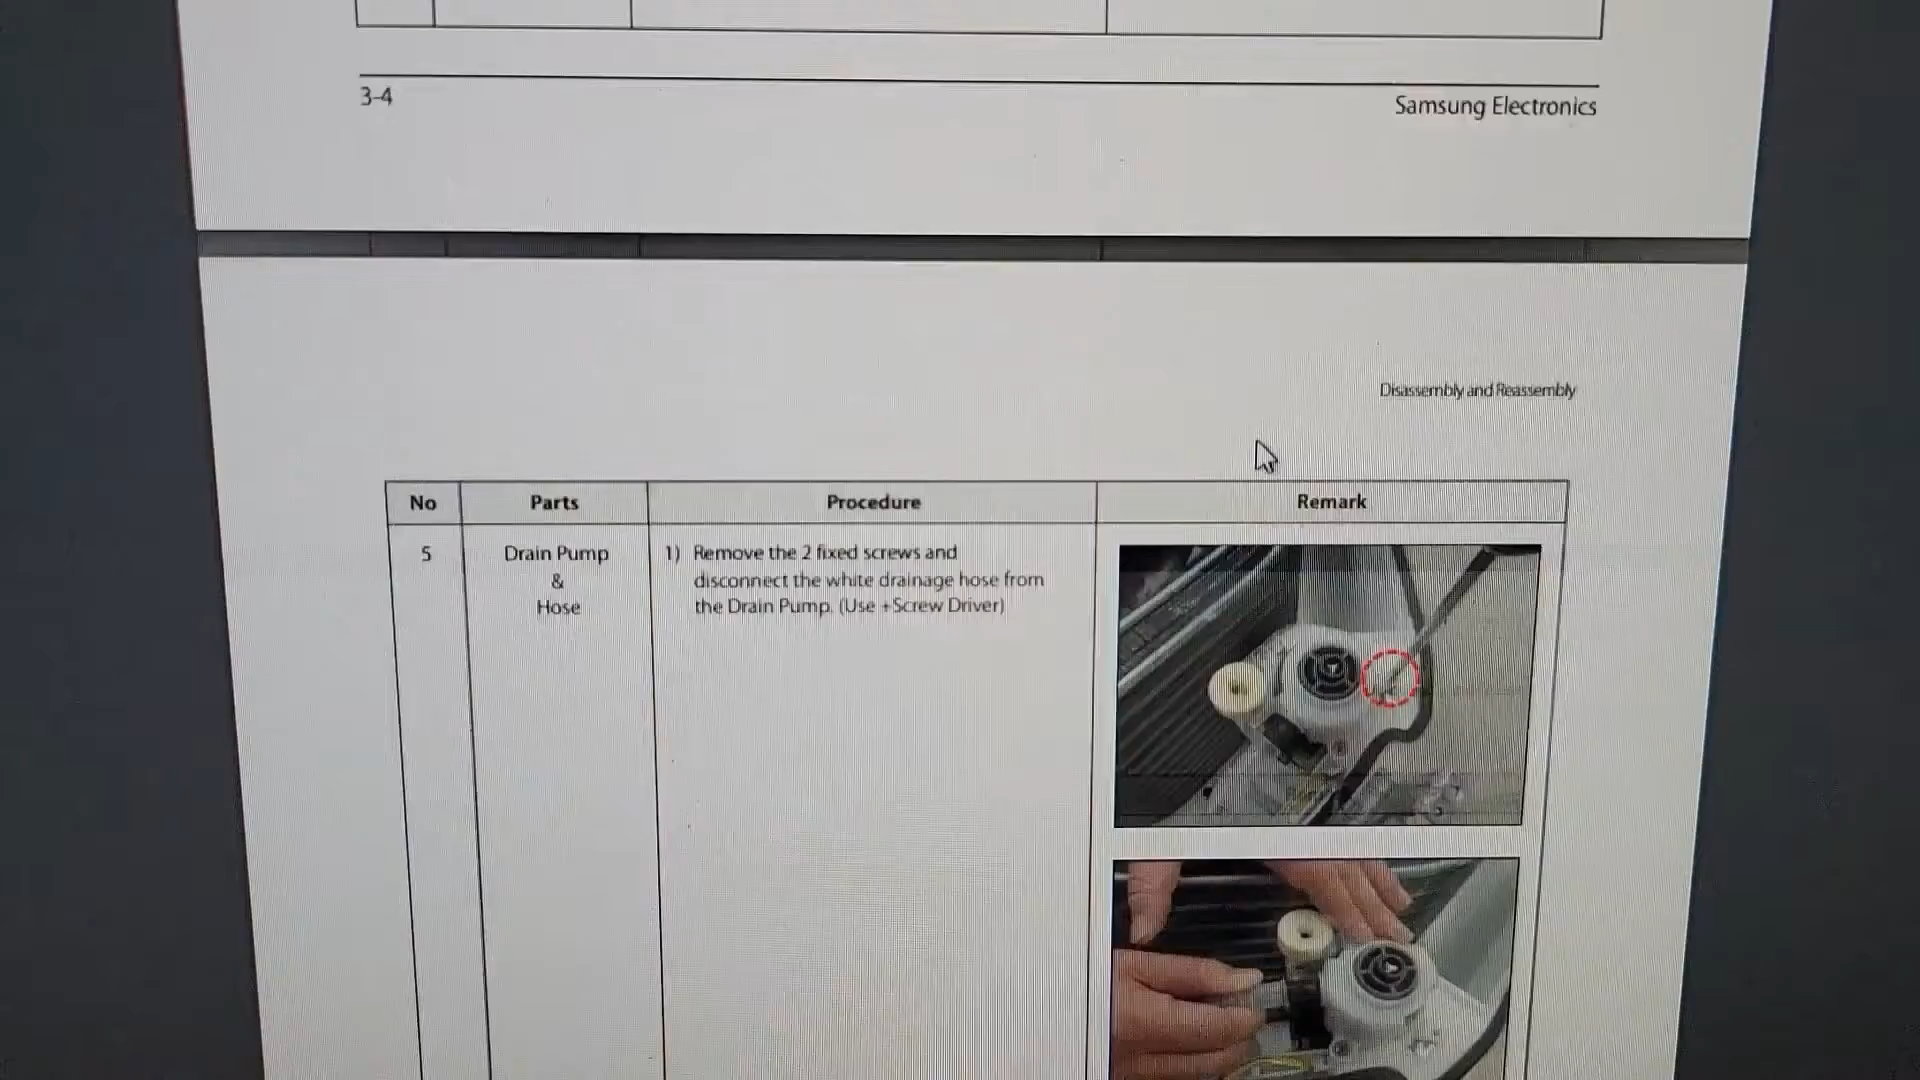 3-4
Samsung Electronics
Disassembly and Reassembly
No
Parts
Procedure
Remark
5
Drain Pump
&
Hose
1) Remove the 2 fixed screws and
disconnect the white drainage hose from
the Drain Pump. (Use +Screw Driver)